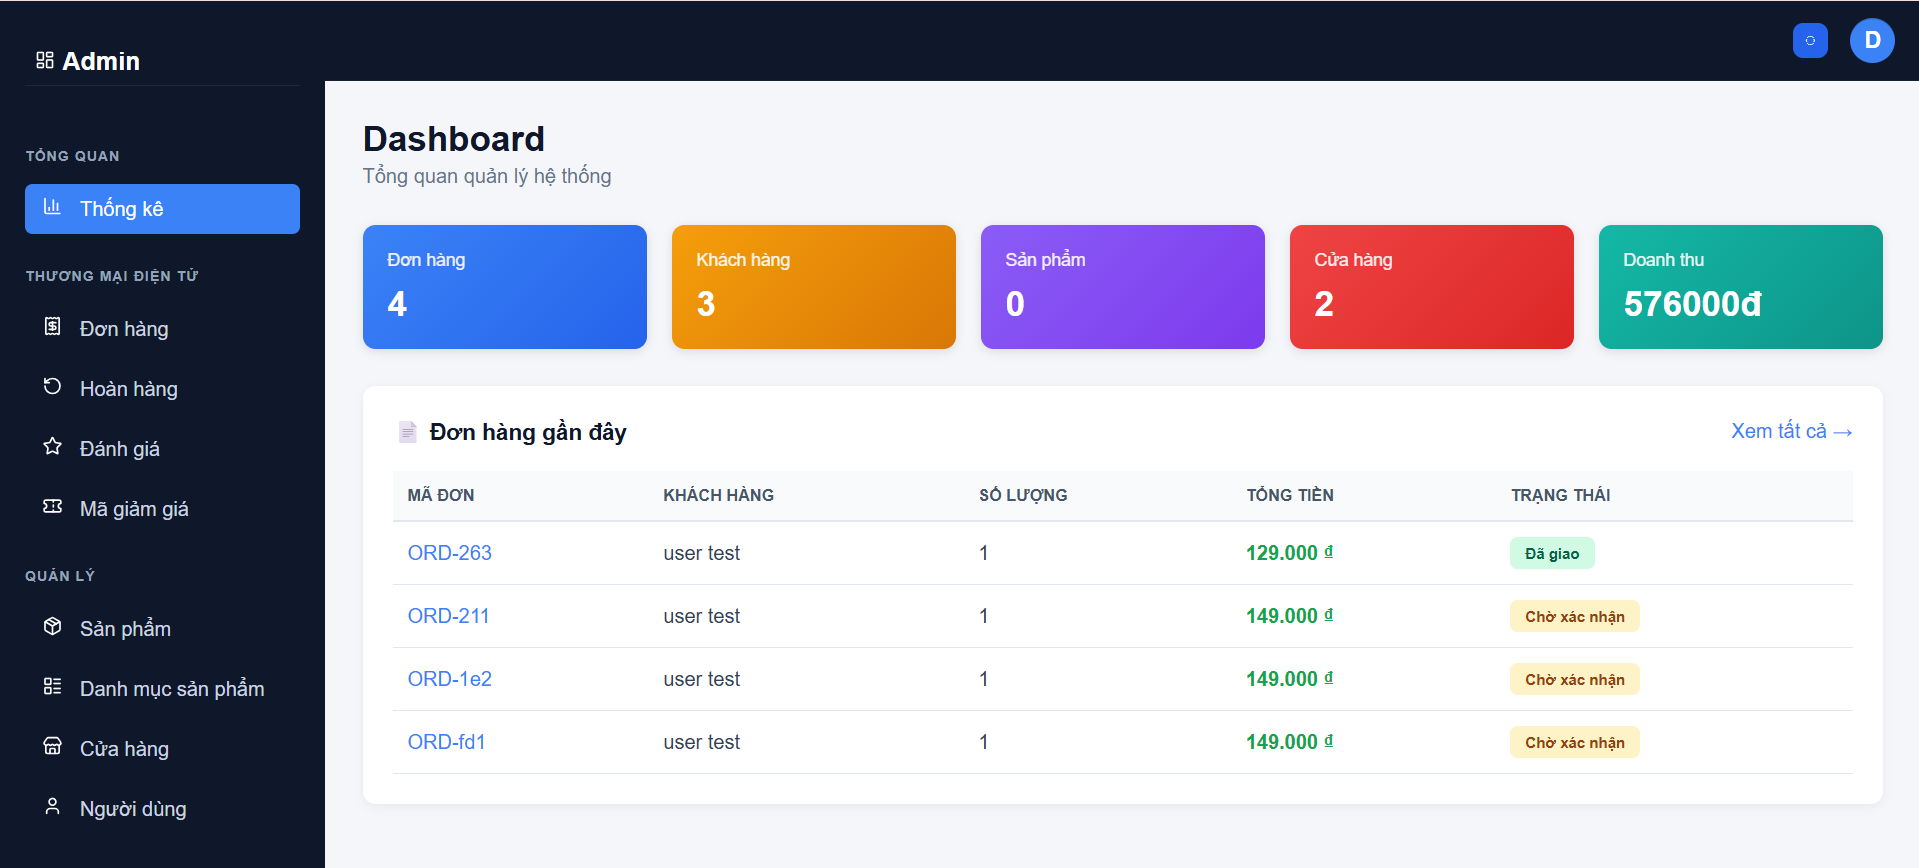 Admin
D
TỔNG QUAN
Thống kê
THƯƠNG MẠI ĐIỆN TỬ
Đơn hàng
Hoàn hàng
Đánh giá
Mã giảm giá
QUẢN LÝ
Sản phẩm
Danh mục sản phẩm
Cửa hàng
Người dùng
Dashboard
Tổng quan quản lý hệ thống
Đơn hàng
4
Khách hàng
3
Sản phẩm
0
Cửa hàng
2
Doanh thu
576000đ
Đơn hàng gần đây
Xem tất cả →
MÃ ĐƠN KHÁCH HÀNG SỐ LƯỢNG TỔNG TIỀN TRẠNG THÁI
ORD-263 user test 1 129.000 ₫ Đã giao
ORD-211 user test 1 149.000 ₫ Chờ xác nhận
ORD-1e2 user test 1 149.000 ₫ Chờ xác nhận
ORD-fd1 user test 1 149.000 ₫ Chờ xác nhận